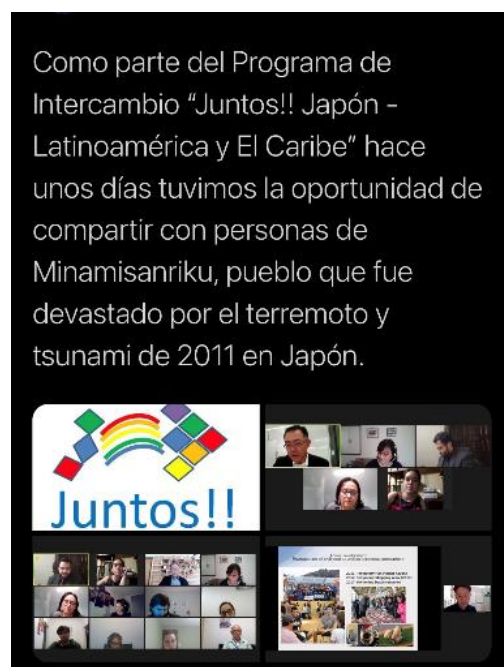 Como parte del Programa de
Intercambio “Juntos!! Japón -
Latinoamérica y El Caribe” hace
unos días tuvimos la oportunidad de
compartir con personas de
Minamisanriku, pueblo que fue
devastado por el terremoto y
tsunami de 2011 en Japón.
Juntos!!